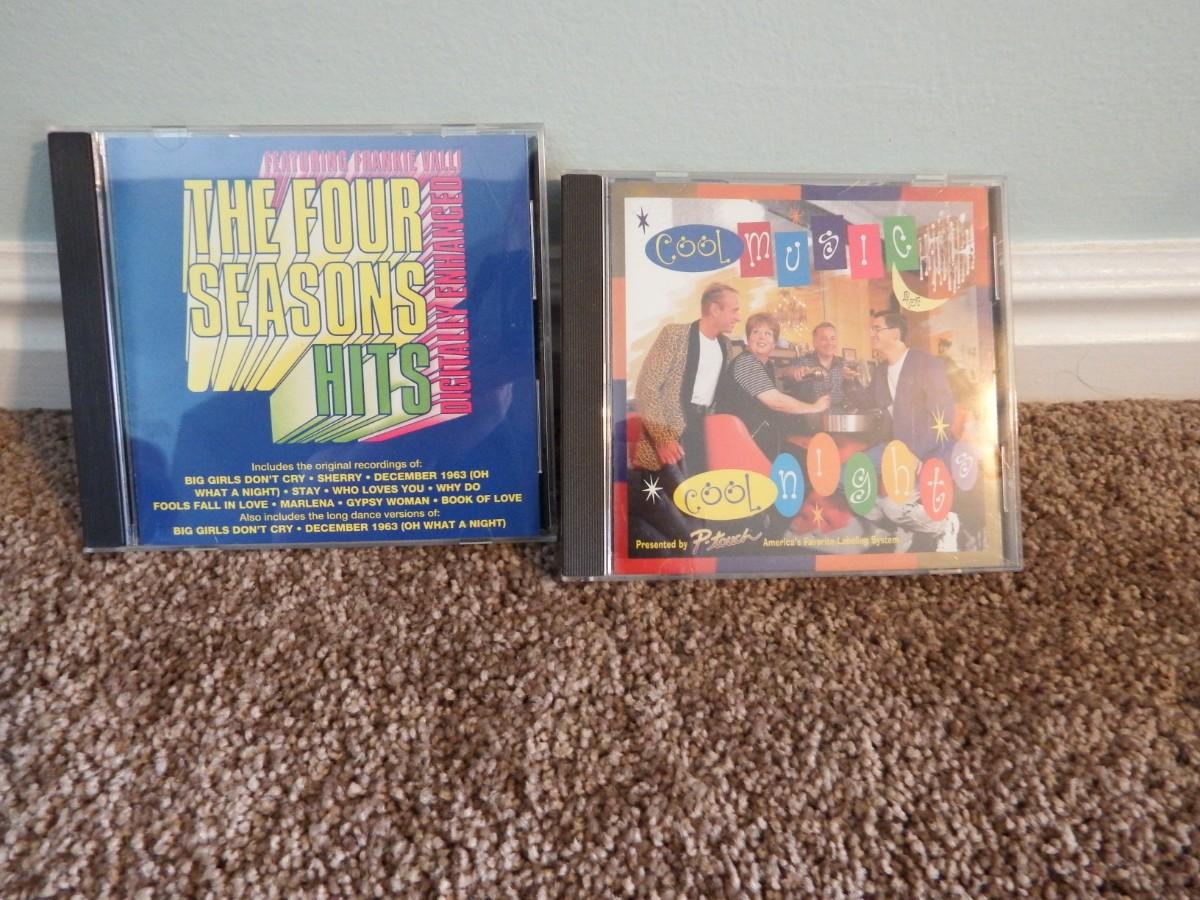 FEATURING FRANKIE VALLI
THE FOUR
SEASONS
HITS
DIGITALLY ENHANCED
Includes the original recordings of:
BIG GIRLS DON'T CRY • SHERRY • DECEMBER 1963 (OH
WHAT A NIGHT) • STAY • WHO LOVES YOU • WHY DO
FOOLS FALL IN LOVE • MARLENA • GYPSY WOMAN • BOOK OF LOVE
Also includes the long dance versions of:
BIG GIRLS DON'T CRY • DECEMBER 1963 (OH WHAT A NIGHT)
COOL music
for
COOL nights
Presented by P-touch America's Favorite Labeling System